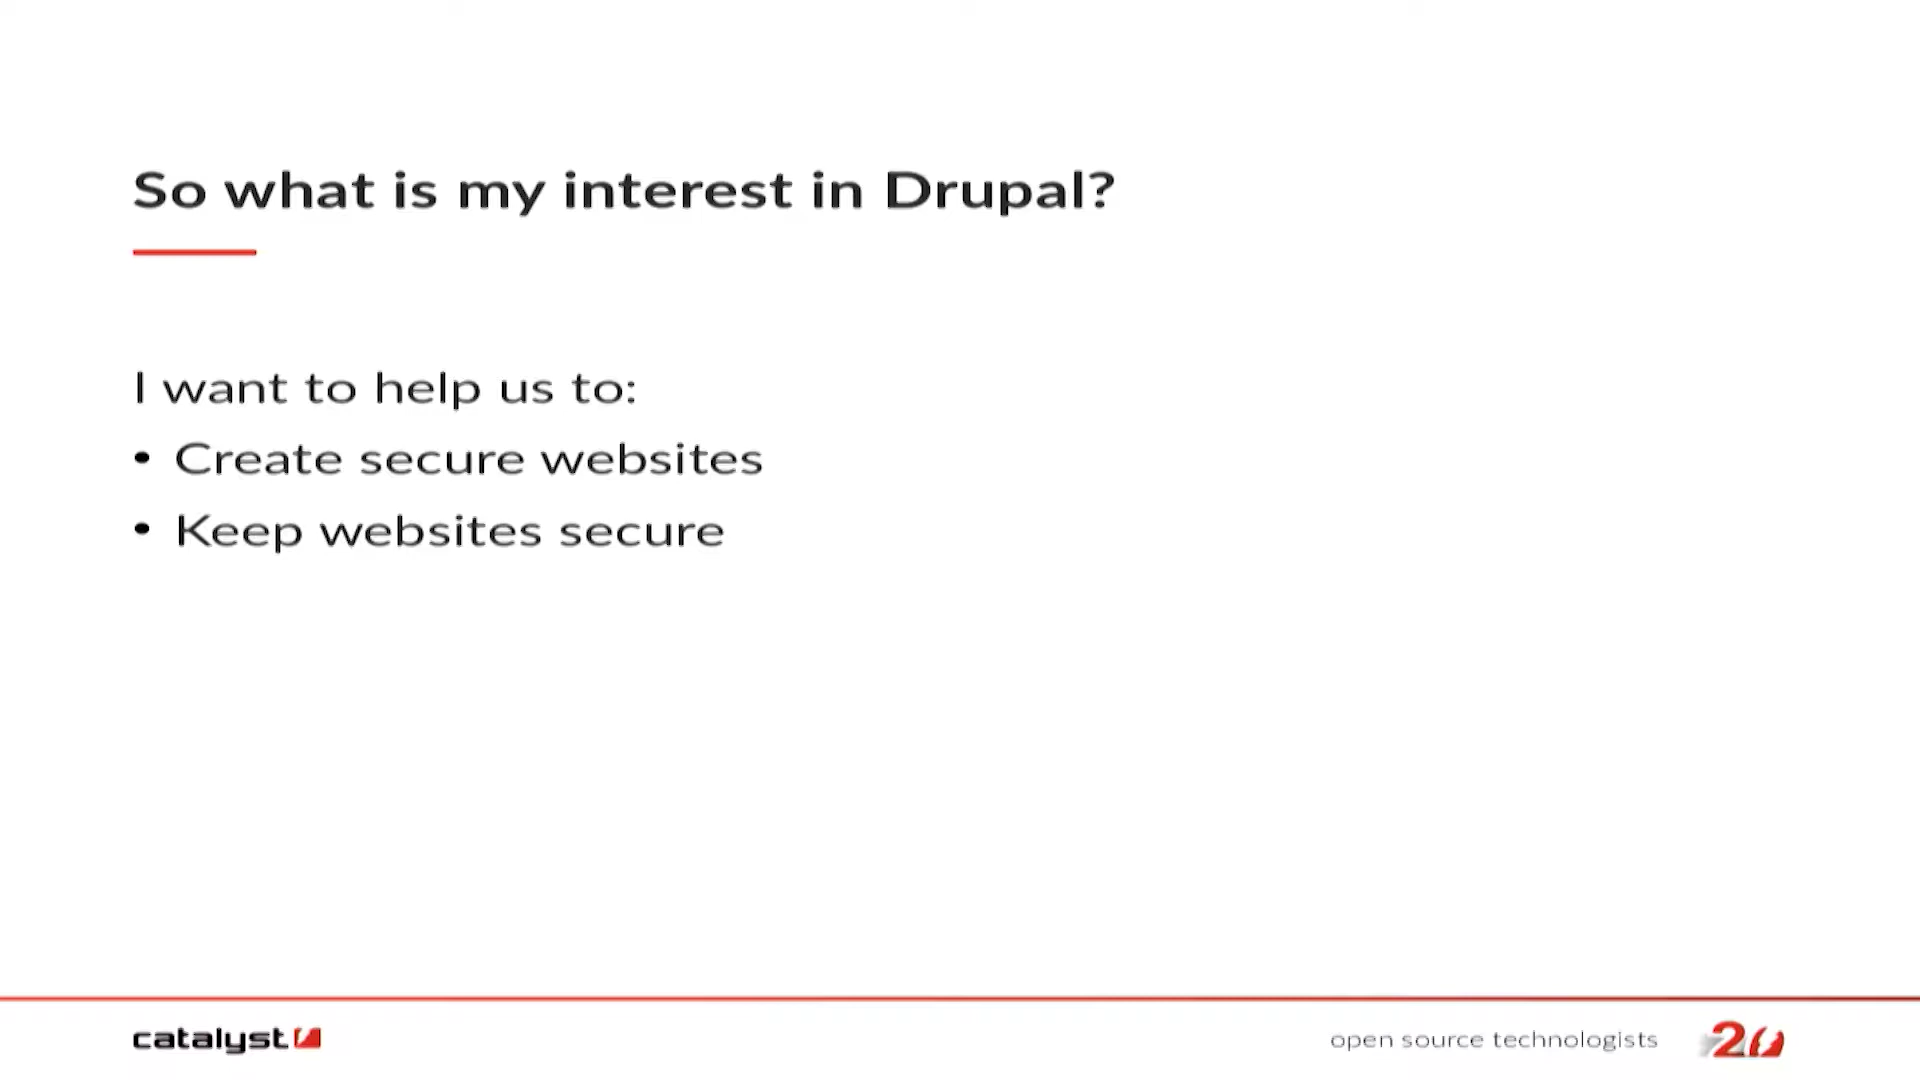 So what is my interest in Drupal?
I want to help us to:
• Create secure websites
• Keep websites secure
catalyst
open source technologists
20